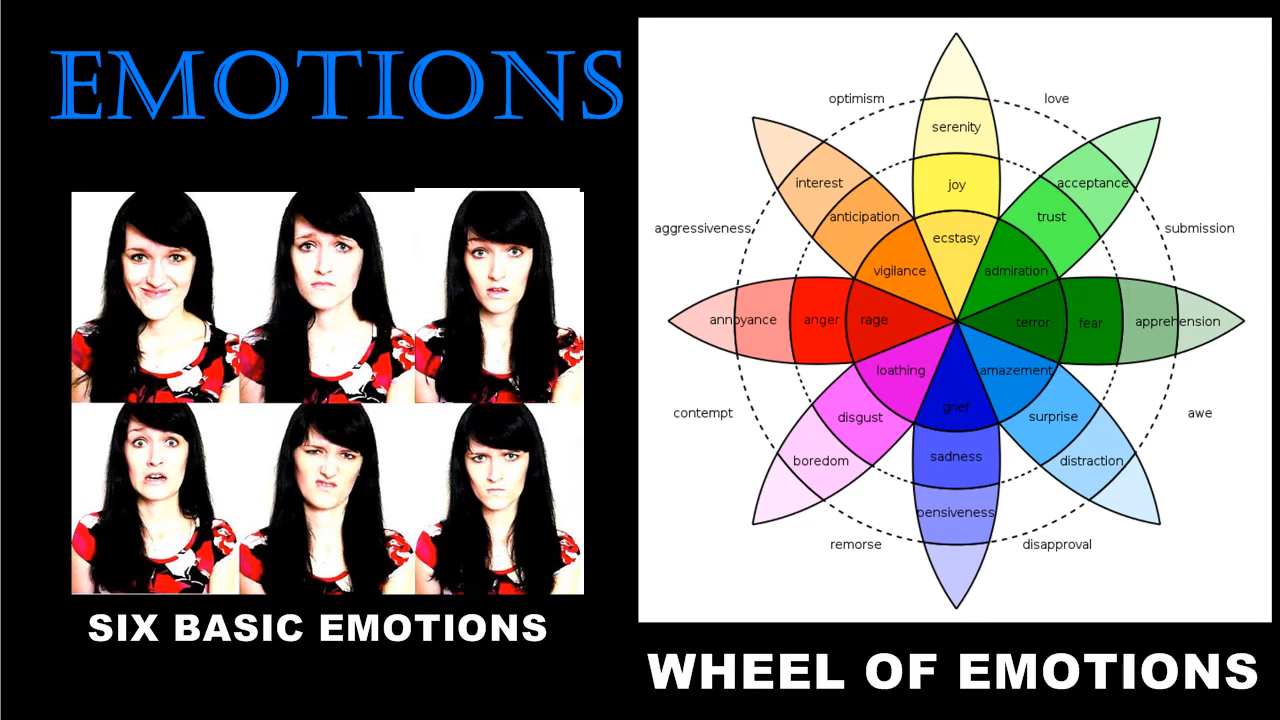 EMOTIONS
SIX BASIC EMOTIONS
optimism
love
serenity
interest
joy
acceptance
anticipation
trust
aggressiveness
submission
ecstasy
vigilance
admiration
annoyance
anger
rage
terror
fear
apprehension
loathing
amazement
contempt
disgust
grief
surprise
awe
boredom
sadness
distraction
pensiveness
remorse
disapproval
WHEEL OF EMOTIONS